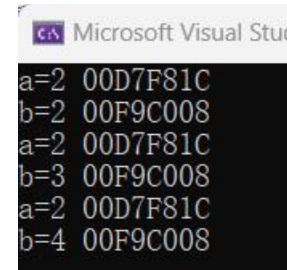 Microsoft Visual Stu
a=2 00D7F81C
b=2 00F9C008
a=2 00D7F81C
b=3 00F9C008
a=2 00D7F81C
b=4 00F9C008